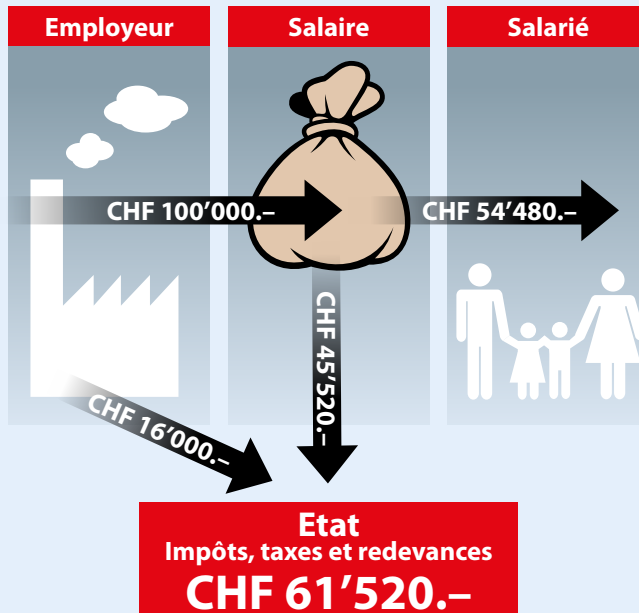 Employeur
Salaire
Salarié
CHF 100’000.–
CHF 54’480.–
CHF 45’520.–
CHF 16’000.–
Etat
Impôts, taxes et redevances
CHF 61’520.–